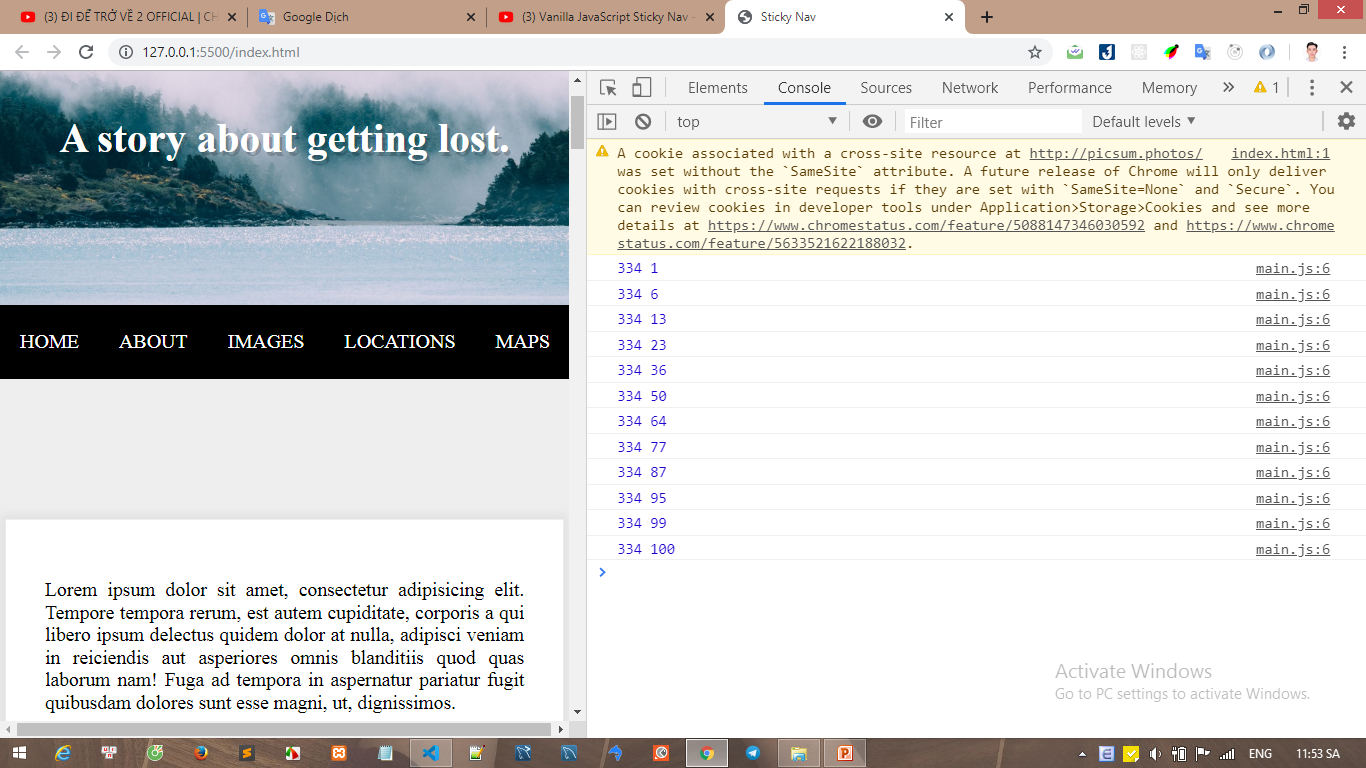 (3) ĐI ĐỂ TRỞ VỀ 2 OFFICIAL | CH
Google Dịch
(3) Vanilla JavaScript Sticky Nav -
Sticky Nav
127.0.0.1:5500/index.html
A story about getting lost.
HOME ABOUT IMAGES LOCATIONS MAPS
Lorem ipsum dolor sit amet, consectetur adipisicing elit.
Tempore tempora rerum, est autem cupiditate, corporis a qui
libero ipsum delectus quidem dolor at nulla, adipisci veniam
in reiciendis aut asperiores omnis blanditiis quod quas
laborum nam! Fuga ad tempora in aspernatur pariatur fugit
quibusdam dolores sunt esse magni, ut, dignissimos.
Elements Console Sources Network Performance Memory 1
top Filter Default levels
A cookie associated with a cross-site resource at http://picsum.photos/ index.html:1
was set without the `SameSite` attribute. A future release of Chrome will only deliver
cookies with cross-site requests if they are set with `SameSite=None` and `Secure`. You
can review cookies in developer tools under Application>Storage>Cookies and see more
details at https://www.chromestatus.com/feature/5088147346030592 and https://www.chrome
status.com/feature/5633521622188032.
334 1 main.js:6
334 6 main.js:6
334 13 main.js:6
334 23 main.js:6
334 36 main.js:6
334 50 main.js:6
334 64 main.js:6
334 77 main.js:6
334 87 main.js:6
334 95 main.js:6
334 99 main.js:6
334 100 main.js:6
Activate Windows
Go to PC settings to activate Windows.
ENG 11:53 SA